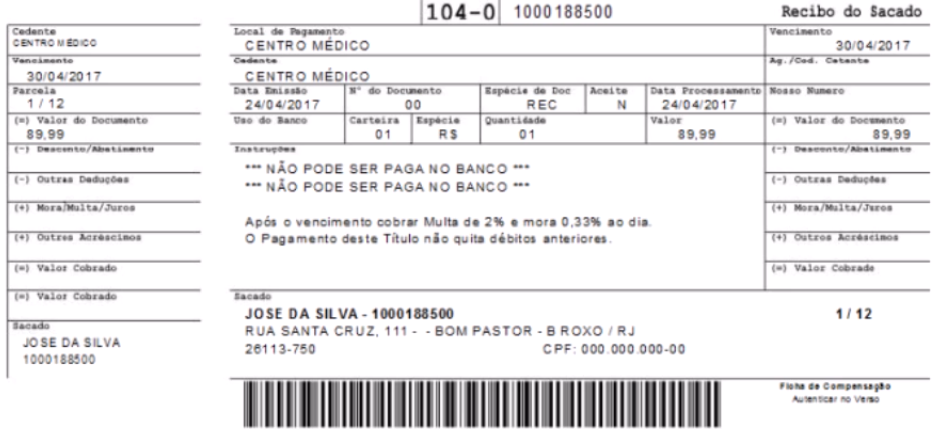 104-0 1000188500 Recibo do Sacado
Cedente
CENTRO MÉDICO
Vencimento
30/04/2017
Parcela
1 / 12
(=) Valor do Documento
89,99
(-) Desconto/Abatimento
(-) Outras Deduções
(+) Mora/Multa/Juros
(+) Outros Acréscimos
(=) Valor Cobrado
(=) Valor Cobrado
Sacado
JOSE DA SILVA
1000188500
Local de Pagamento
CENTRO MÉDICO
Cedente
CENTRO MÉDICO
Data Emissão Nº do Documento Espécie de Doc Aceite Data Processamento
24/04/2017 00 REC N 24/04/2017
Uso do Banco Carteira Espécie Quantidade Valor
01 R$ 01 89,99
Instruções
*** NÃO PODE SER PAGA NO BANCO ***
*** NÃO PODE SER PAGA NO BANCO ***
Após o vencimento cobrar Multa de 2% e mora 0,33% ao dia.
O Pagamento deste Título não quita débitos anteriores.
Vencimento
30/04/2017
Ag./Cod. Cetente
Nosso Numero
(=) Valor do Documento
89,99
(-) Desconto/Abatimento
(-) Outras Deduções
(+) Mora/Multa/Juros
(+) Outros Acréscimos
(=) Valor Cobrado
Sacado
JOSE DA SILVA - 1000188500 1 / 12
RUA SANTA CRUZ, 111 - - BOM PASTOR - B ROXO / RJ
26113-750 CPF: 000.000.000-00
Ficha de Compensação
Autenticar no Verso